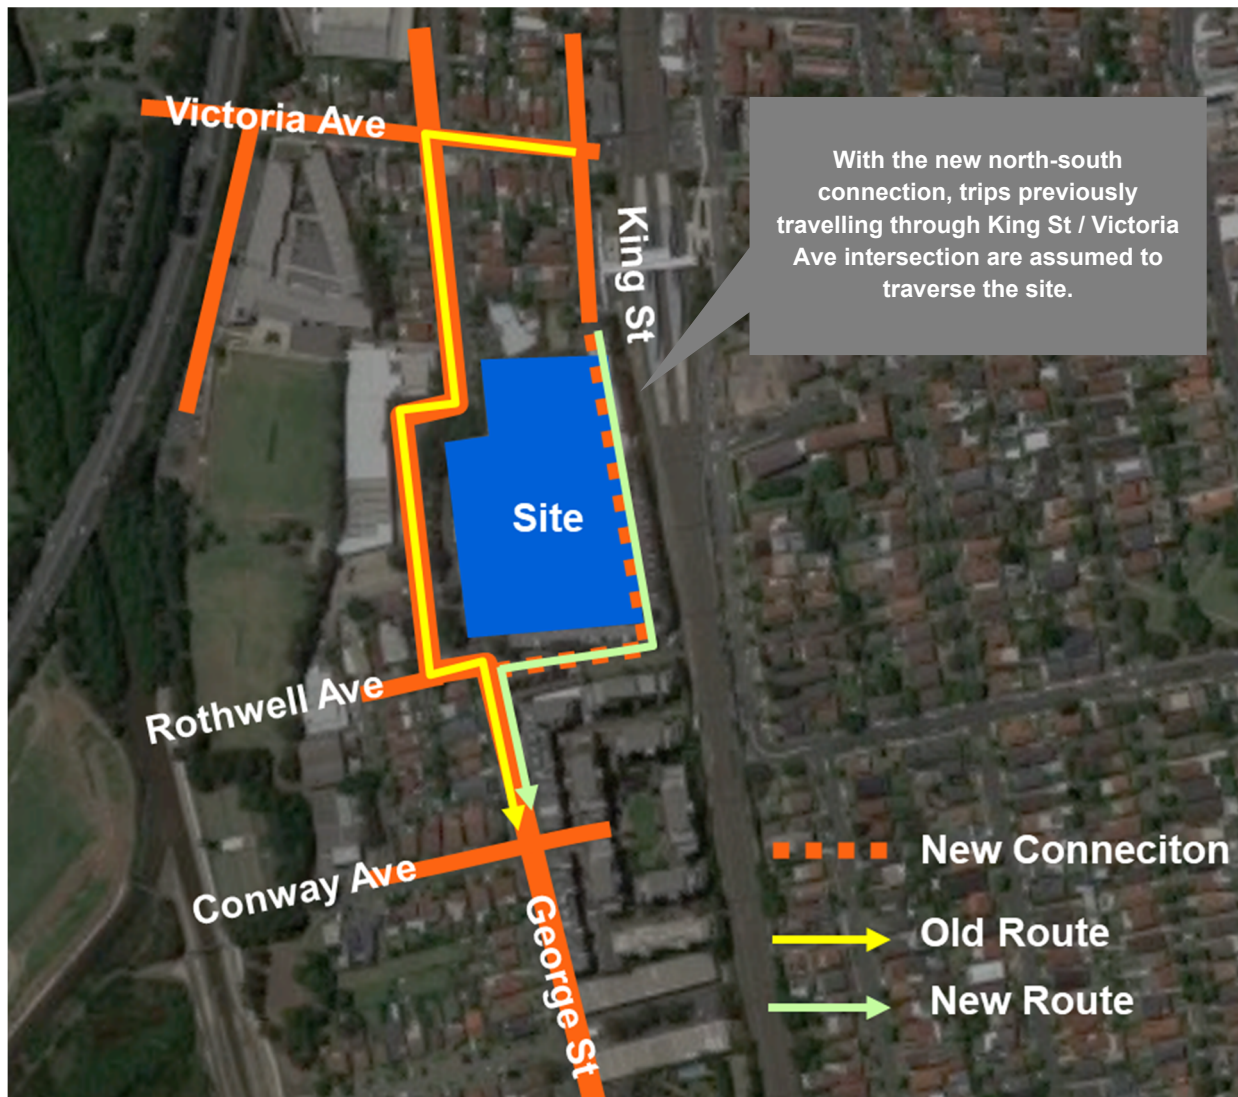 Victoria Ave
With the new north-south
connection, trips previously
travelling through King St / Victoria
Ave intersection are assumed to
traverse the site.
King St
Site
Rothwell Ave
Conway Ave
George St
New Conneciton
Old Route
New Route